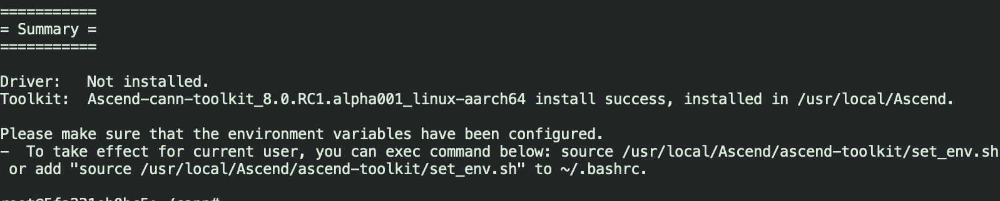 ===========
= Summary =
===========
Driver:   Not installed.
Toolkit:  Ascend-cann-toolkit_8.0.RC1.alpha001_linux-aarch64 install success, installed in /usr/local/Ascend.
Please make sure that the environment variables have been configured.
-  To take effect for current user, you can exec command below: source /usr/local/Ascend/ascend-toolkit/set_env.sh
 or add "source /usr/local/Ascend/ascend-toolkit/set_env.sh" to ~/.bashrc.